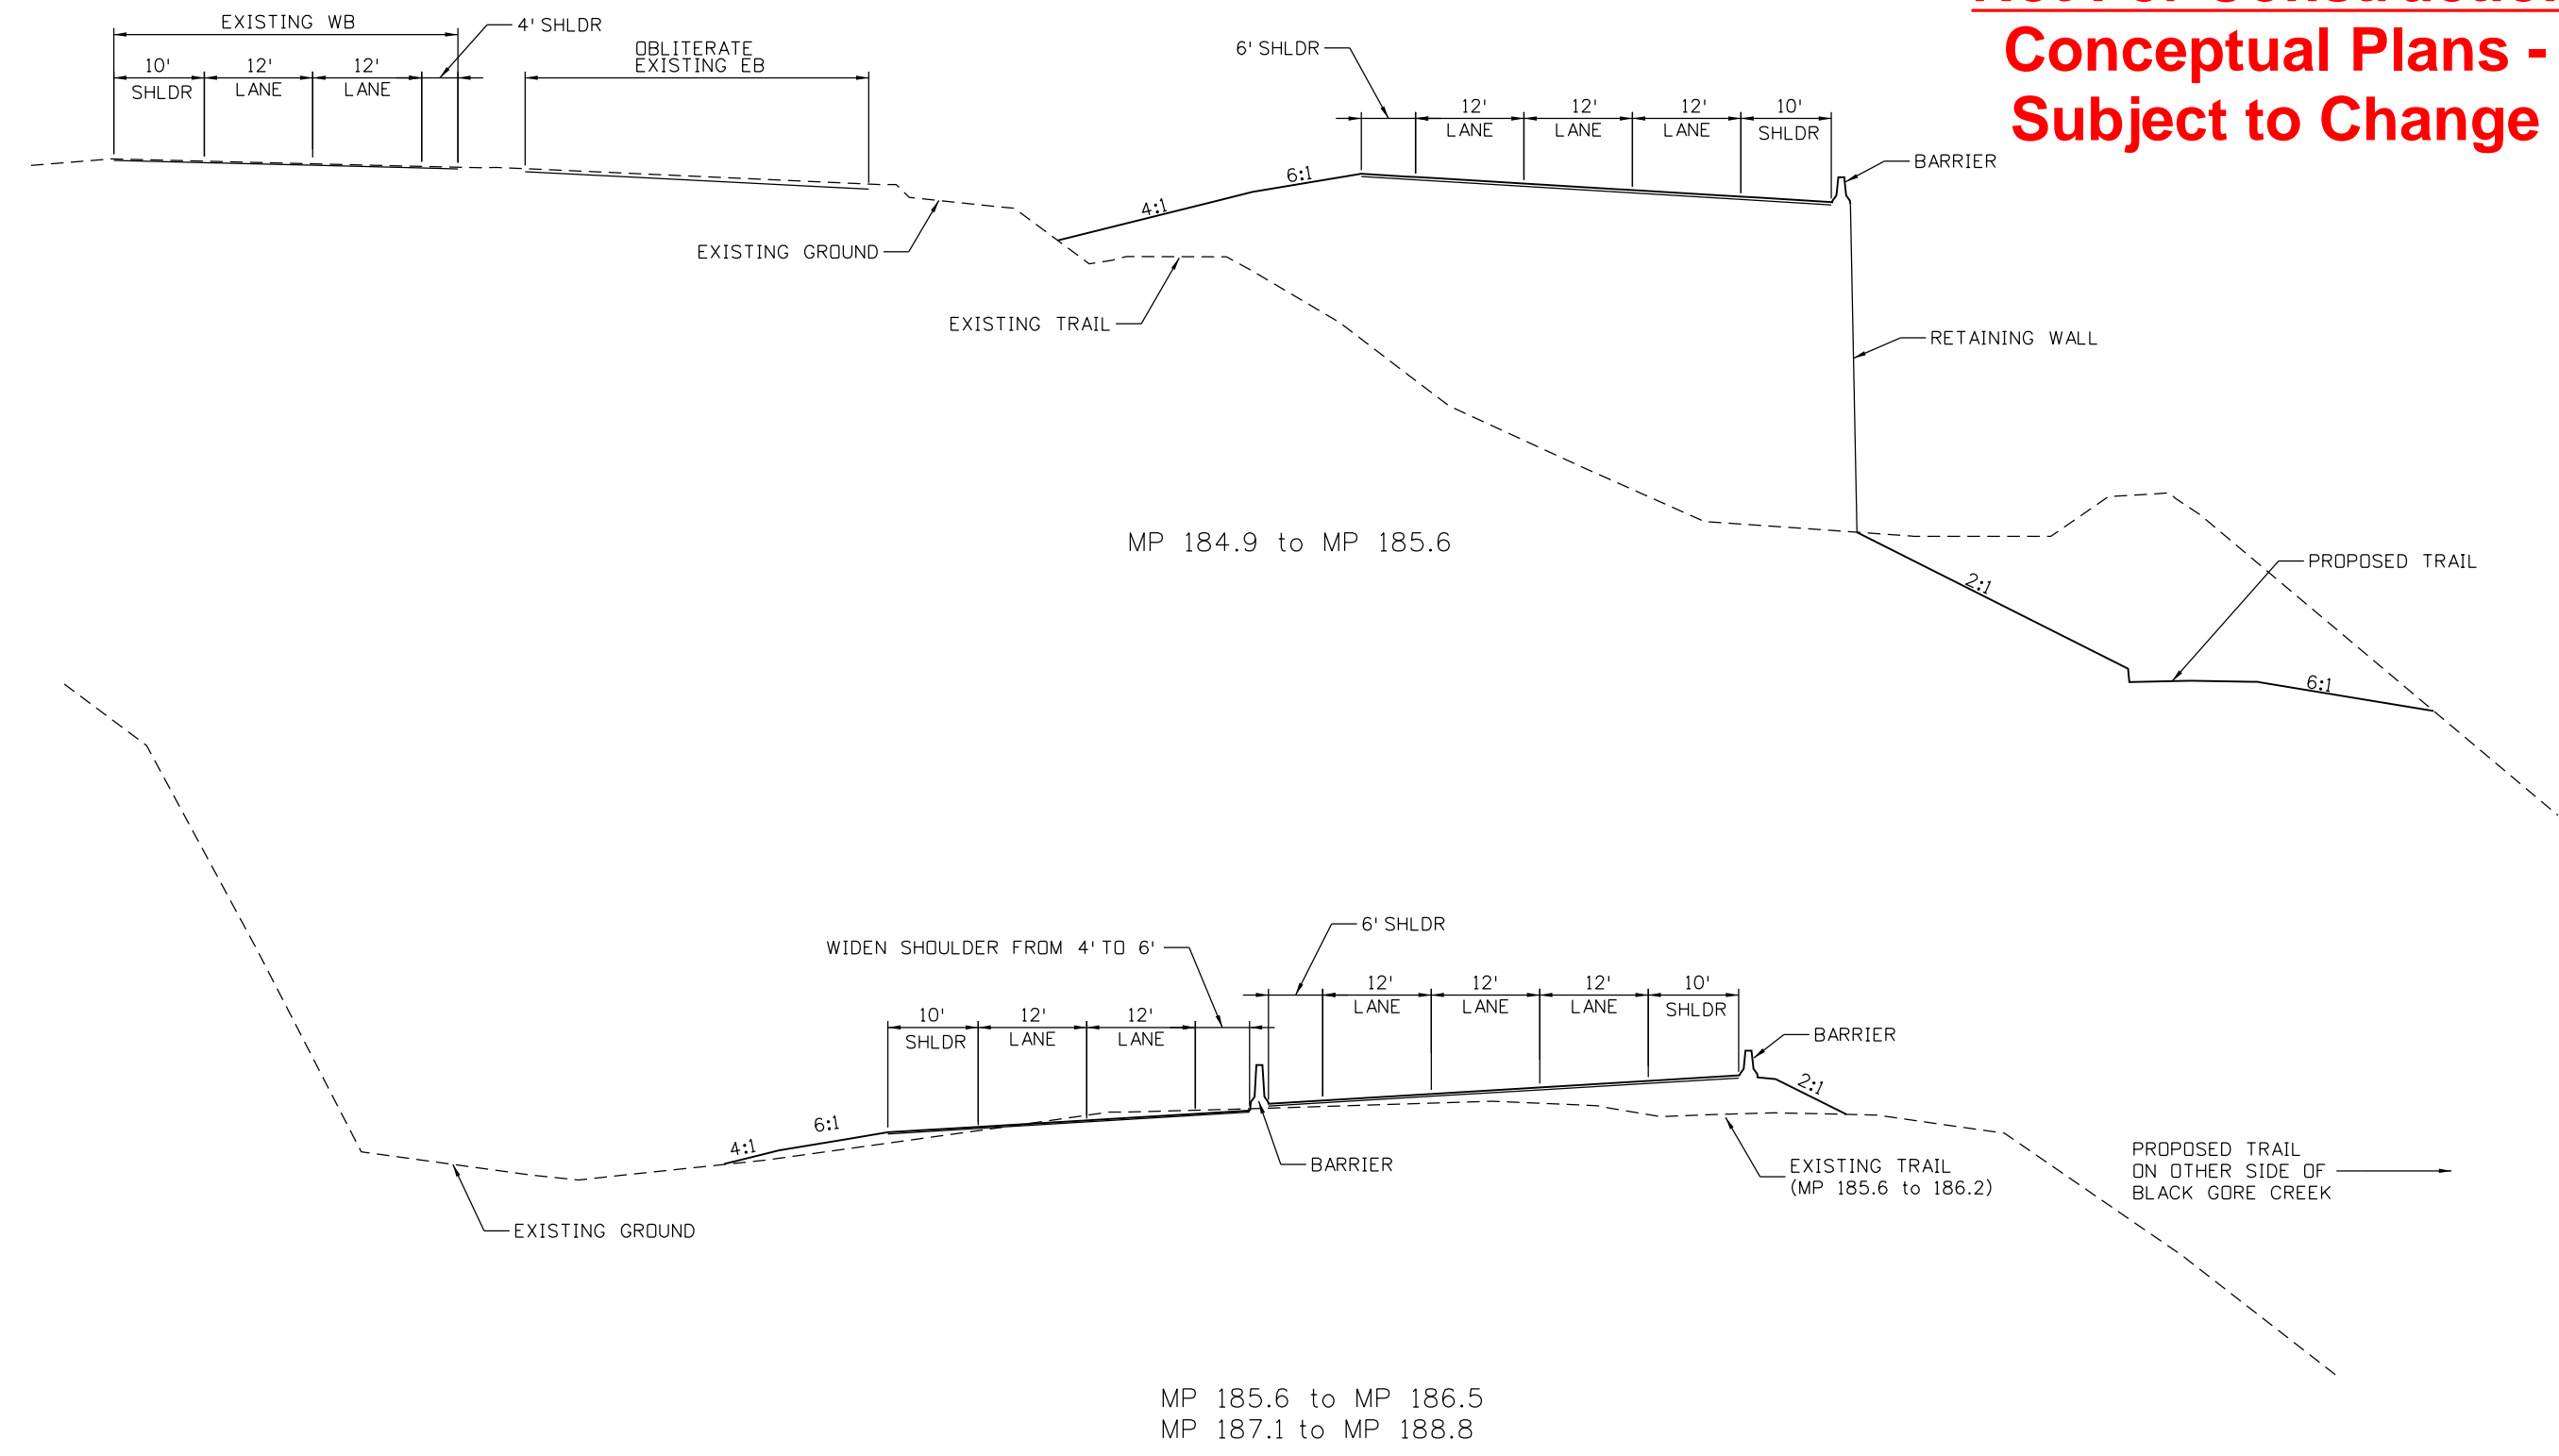 Conceptual Plans -
Subject to Change
EXISTING WB
4' SHLDR
10'
SHLDR
12'
LANE
12'
LANE
OBLITERATE
EXISTING EB
6' SHLDR
12'
LANE
12'
LANE
12'
LANE
10'
SHLDR
BARRIER
4:1
6:1
EXISTING GROUND
EXISTING TRAIL
RETAINING WALL
MP 184.9 to MP 185.6
2:1
PROPOSED TRAIL
6:1
WIDEN SHOULDER FROM 4' TO 6'
6' SHLDR
10'
SHLDR
12'
LANE
12'
LANE
12'
LANE
12'
LANE
12'
LANE
10'
SHLDR
BARRIER
4:1
6:1
2:1
BARRIER
EXISTING TRAIL
(MP 185.6 to 186.2)
PROPOSED TRAIL
ON OTHER SIDE OF
BLACK GORE CREEK
EXISTING GROUND
MP 185.6 to MP 186.5
MP 187.1 to MP 188.8